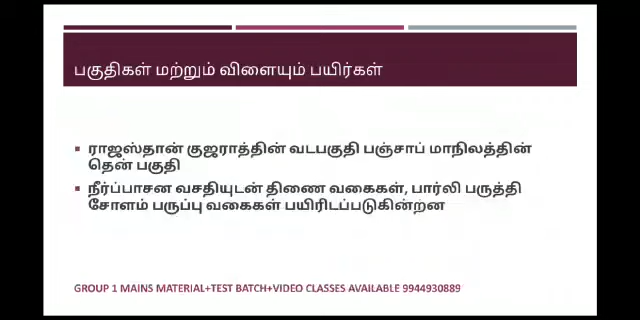 பகுதிகள் மற்றும் விளையும் பயிர்கள்
ராஜஸ்தான் குஜராத்தின் வடபகுதி பஞ்சாப் மாநிலத்தின்
தென் பகுதி
நீர்ப்பாசன வசதியுடன் திணை வகைகள், பார்லி பருத்தி
சோளம் பருப்பு வகைகள் பயிரிடப்படுகின்றன
GROUP 1 MAINS MATERIAL+TEST BATCH+VIDEO CLASSES AVAILABLE 9944930889